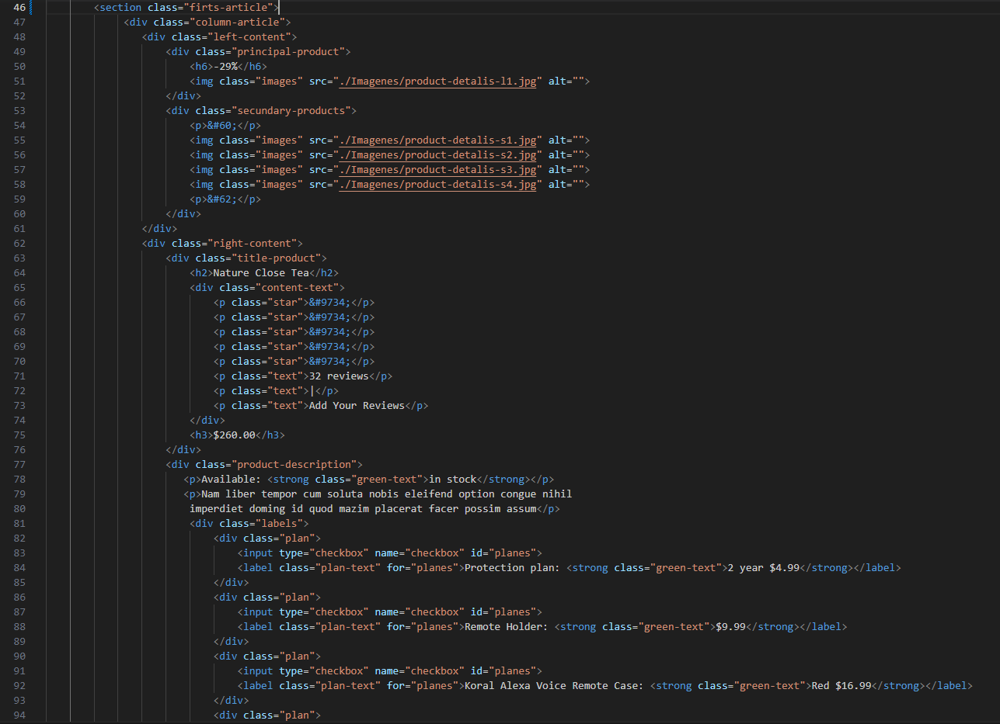 46 <section class="firts-article">
47 <div class="column-article">
48 <div class="left-content">
49 <div class="principal-product">
50 <h6>-29%</h6>
51 <img class="images" src="./Imagenes/product-detalis-l1.jpg" alt="">
52 </div>
53 <div class="secundary-products">
54 <p>&#60;</p>
55 <img class="images" src="./Imagenes/product-detalis-s1.jpg" alt="">
56 <img class="images" src="./Imagenes/product-detalis-s2.jpg" alt="">
57 <img class="images" src="./Imagenes/product-detalis-s3.jpg" alt="">
58 <img class="images" src="./Imagenes/product-detalis-s4.jpg" alt="">
59 <p>&#62;</p>
60 </div>
61 </div>
62 <div class="right-content">
63 <div class="title-product">
64 <h2>Nature Close Tea</h2>
65 <div class="content-text">
66 <p class="star">&#9734;</p>
67 <p class="star">&#9734;</p>
68 <p class="star">&#9734;</p>
69 <p class="star">&#9734;</p>
70 <p class="star">&#9734;</p>
71 <p class="text">32 reviews</p>
72 <p class="text">|</p>
73 <p class="text">Add Your Reviews</p>
74 </div>
75 <h3>$260.00</h3>
76 </div>
77 <div class="product-description">
78 <p>Available: <strong class="green-text">in stock</strong></p>
79 <p>Nam liber tempor cum soluta nobis eleifend option congue nihil
80 imperdiet doming id quod mazim placerat facer possim assum</p>
81 <div class="labels">
82 <div class="plan">
83 <input type="checkbox" name="checkbox" id="planes">
84 <label class="plan-text" for="planes">Protection plan: <strong class="green-text">2 year $4.99</strong></label>
85 </div>
86 <div class="plan">
87 <input type="checkbox" name="checkbox" id="planes">
88 <label class="plan-text" for="planes">Remote Holder: <strong class="green-text">$9.99</strong></label>
89 </div>
90 <div class="plan">
91 <input type="checkbox" name="checkbox" id="planes">
92 <label class="plan-text" for="planes">Koral Alexa Voice Remote Case: <strong class="green-text">Red $16.99</strong></label>
93 </div>
94 <div class="plan">